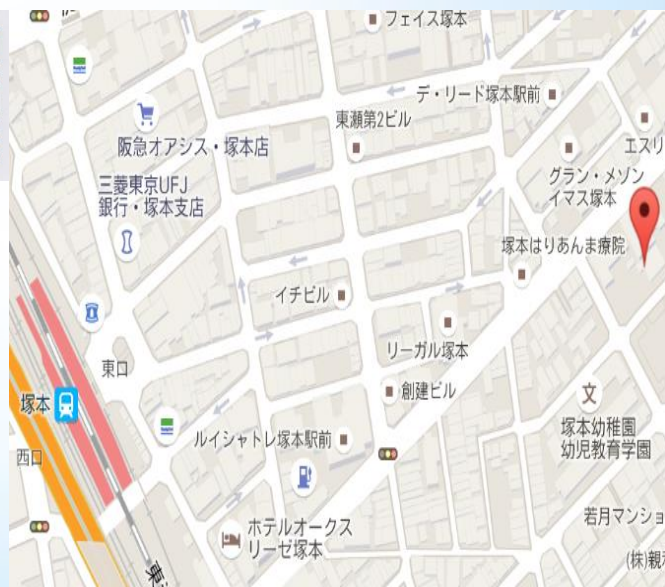 フェイス塚本
デ・リード塚本駅前
東瀬第2ビル
阪急オアシス・塚本店
エスリ
三菱東京UFJ
銀行・塚本支店
グラン・メゾン
イマス塚本
塚本はりあんま療院
イチビル
リーガル塚本
東口
創建ビル
塚本
文
塚本幼稚園
幼児教育学園
ルイシャトレ塚本駅前
西口
若月マンショ
ホテルオークス
リーゼ塚本
(株)親和
東海